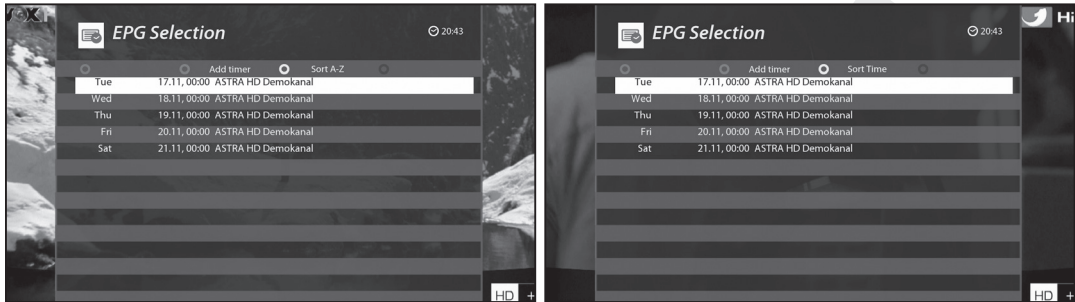 EPG Selection
20:43
Add timer Sort A-Z
Tue 17.11, 00:00 ASTRA HD Demokanal
Wed 18.11, 00:00 ASTRA HD Demokanal
Thu 19.11, 00:00 ASTRA HD Demokanal
Fri 20.11, 00:00 ASTRA HD Demokanal
Sat 21.11, 00:00 ASTRA HD Demokanal
HD +
Hi
EPG Selection
20:43
Add timer Sort Time
Tue 17.11, 00:00 ASTRA HD Demokanal
Wed 18.11, 00:00 ASTRA HD Demokanal
Thu 19.11, 00:00 ASTRA HD Demokanal
Fri 20.11, 00:00 ASTRA HD Demokanal
Sat 21.11, 00:00 ASTRA HD Demokanal
HD +